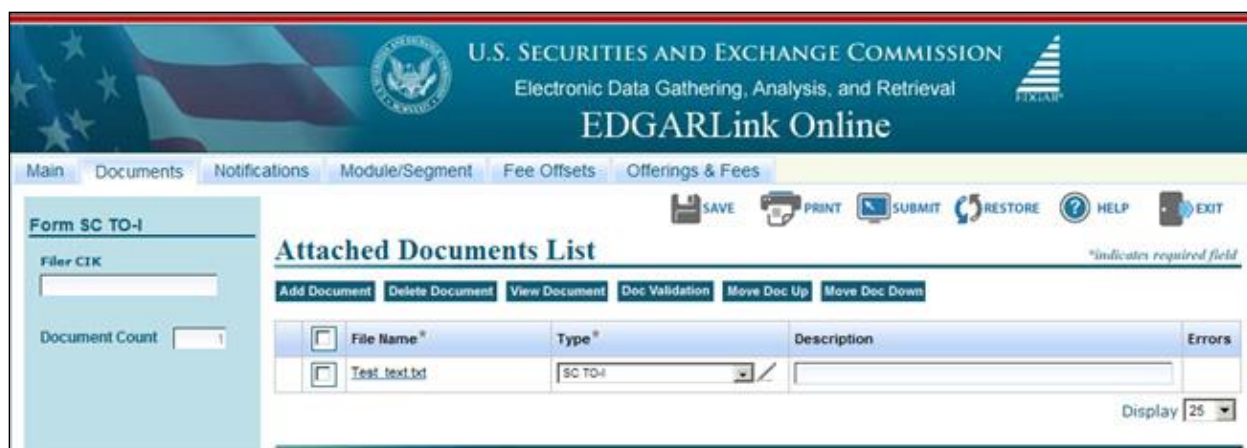 U.S. SECURITIES AND EXCHANGE COMMISSION
Electronic Data Gathering, Analysis, and Retrieval
EDGAR®
EDGARLink Online
Main Documents Notifications Module/Segment Fee Offsets Offerings & Fees
SAVE PRINT SUBMIT RESTORE HELP EXIT
Form SC TO-I
Attached Documents List
*indicates required field
Filer CIK
Add Document Delete Document View Document Doc Validation Move Doc Up Move Doc Down
Document Count 1
File Name* Type* Description Errors
Test_text.txt SC TO-I
Display 25